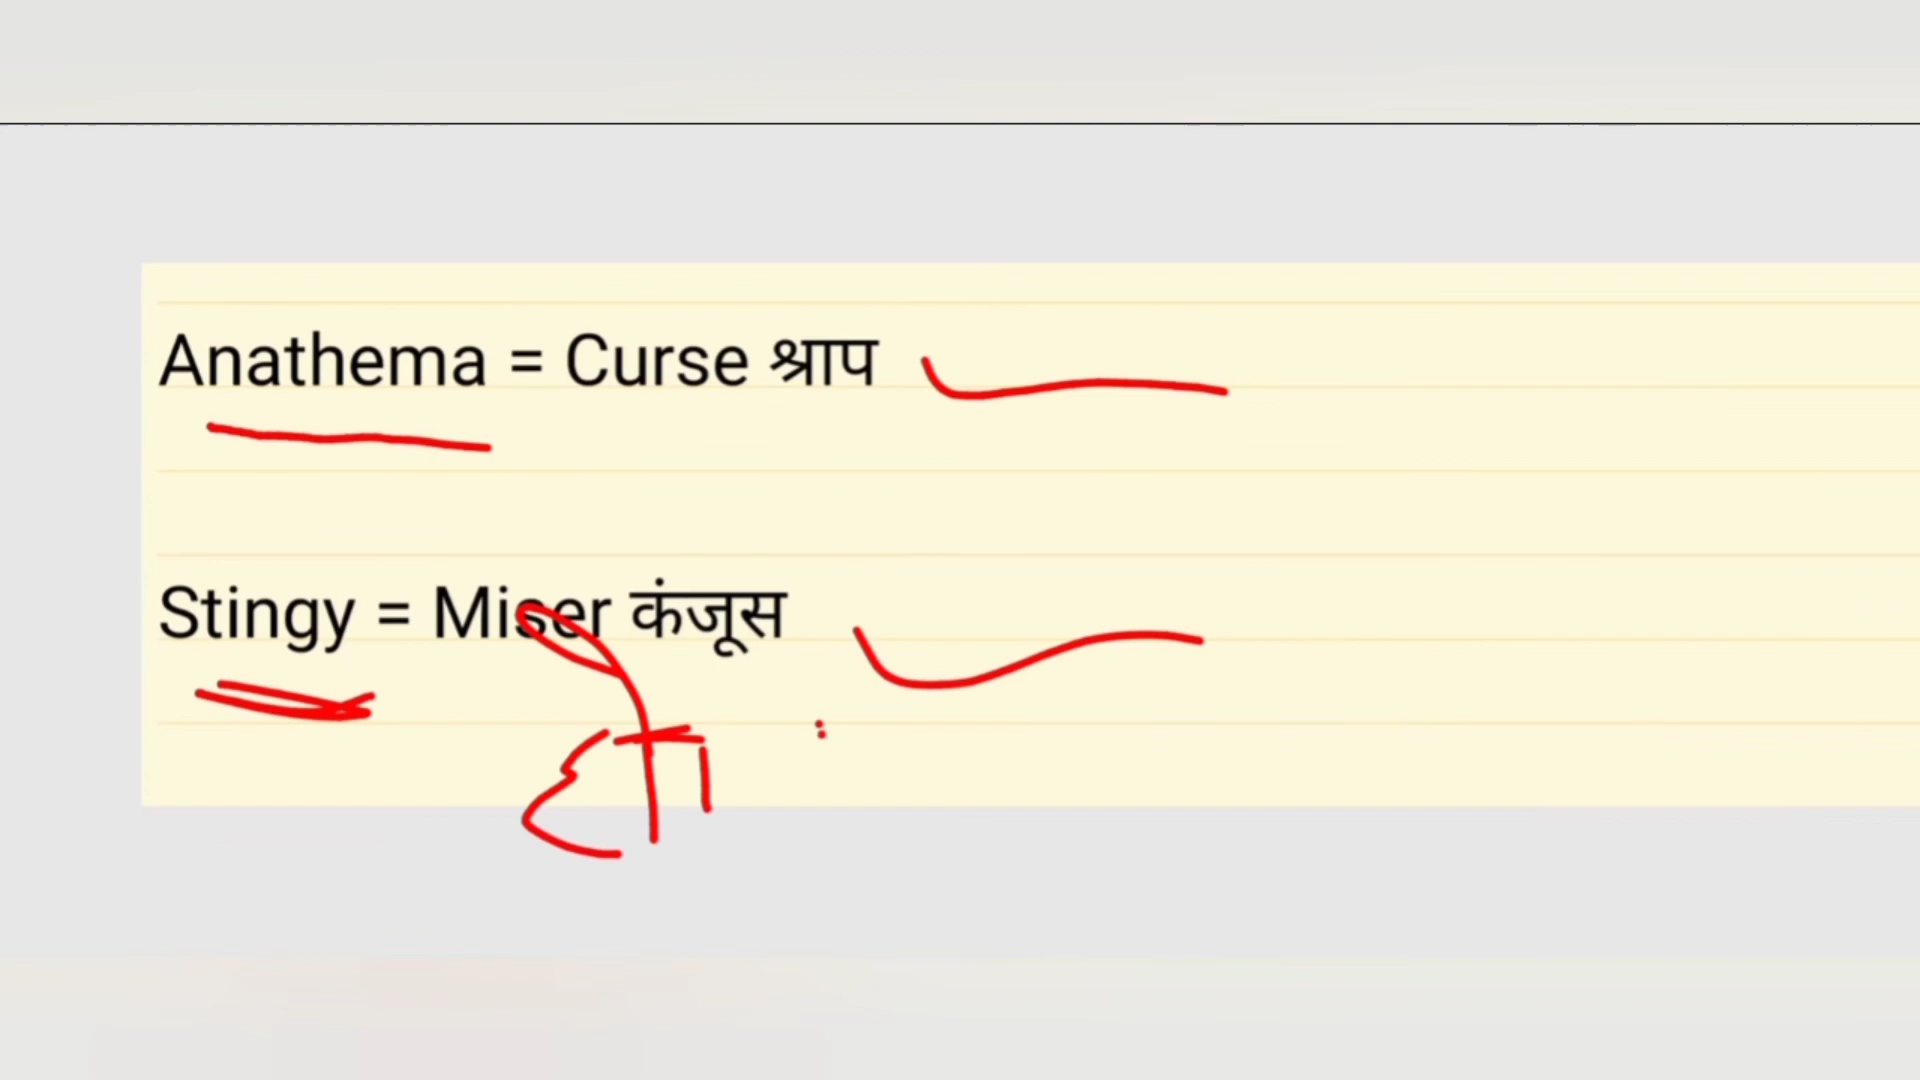 Anathema = Curse श्राप
Stingy = Miser कंजूस